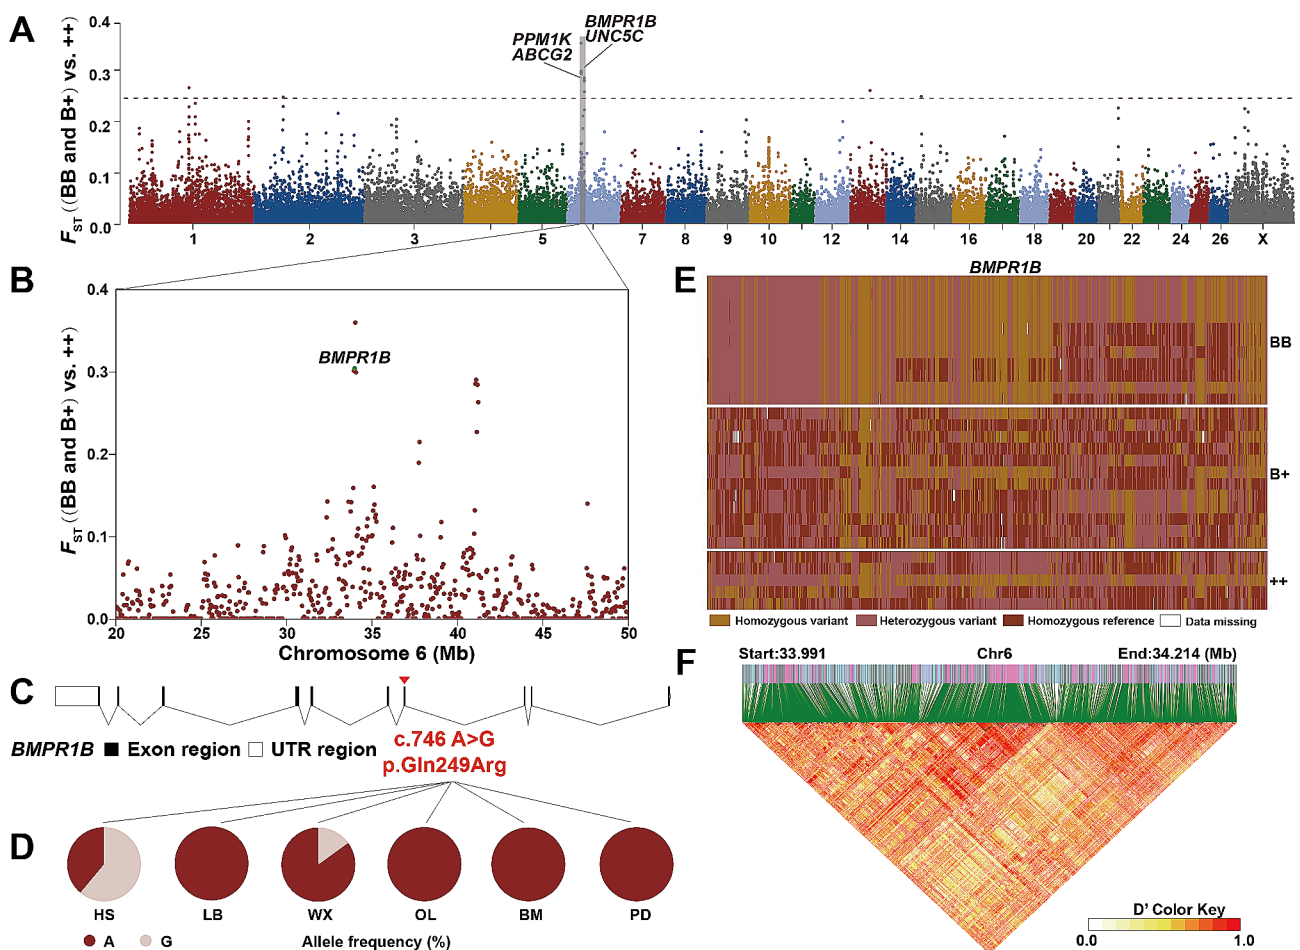 A
F_ST ((BB and B+) vs. ++)
0.4
0.3
0.2
0.1
0.0
PPM1K
ABCG2
BMPR1B
UNC5C
1 2 3 5 7 8 9 10 12 14 16 18 20 22 24 26 X
B
F_ST ((BB and B+) vs. ++)
0.4
0.3
0.2
0.1
0.0
BMPR1B
20 25 30 35 40 45 50
Chromosome 6 (Mb)
C
BMPR1B Exon region UTR region
c.746 A>G
p.Gln249Arg
D
HS LB WX OL BM PD
A G Allele frequency (%)
E
BMPR1B
BB
B+
++
Homozygous variant Heterozygous variant Homozygous reference Data missing
F
Start:33.991 Chr6 End:34.214 (Mb)
D' Color Key
0.0 1.0